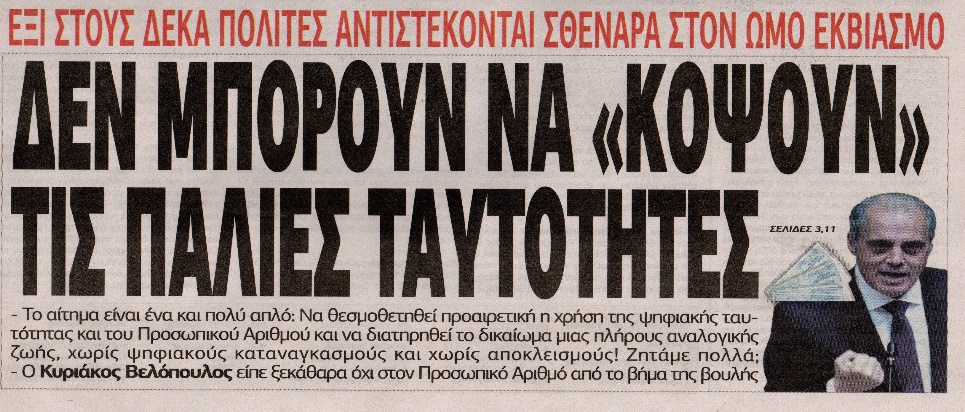 ΕΞΙ ΣΤΟΥΣ ΔΕΚΑ ΠΟΛΙΤΕΣ ΑΝΤΙΣΤΕΚΟΝΤΑΙ ΣΘΕΝΑΡΑ ΣΤΟΝ ΩΜΟ ΕΚΒΙΑΣΜΟ
ΔΕΝ ΜΠΟΡΟΥΝ ΝΑ «ΚΟΨΟΥΝ»
ΤΙΣ ΠΑΛΙΕΣ ΤΑΥΤΟΤΗΤΕΣ
ΣΕΛΙΔΕΣ 3,11
- Το αίτημα είναι ένα και πολύ απλό: Να θεσμοθετηθεί προαιρετική η χρήση της ψηφιακής ταυ-
τότητας και του Προσωπικού Αριθμού και να διατηρηθεί το δικαίωμα μιας πλήρους αναλογικής
ζωής, χωρίς ψηφιακούς καταναγκασμούς και χωρίς αποκλεισμούς! Ζητάμε πολλά;
- Ο Κυριάκος Βελόπουλος είπε ξεκάθαρα όχι στον Προσωπικό Αριθμό από το βήμα της βουλής